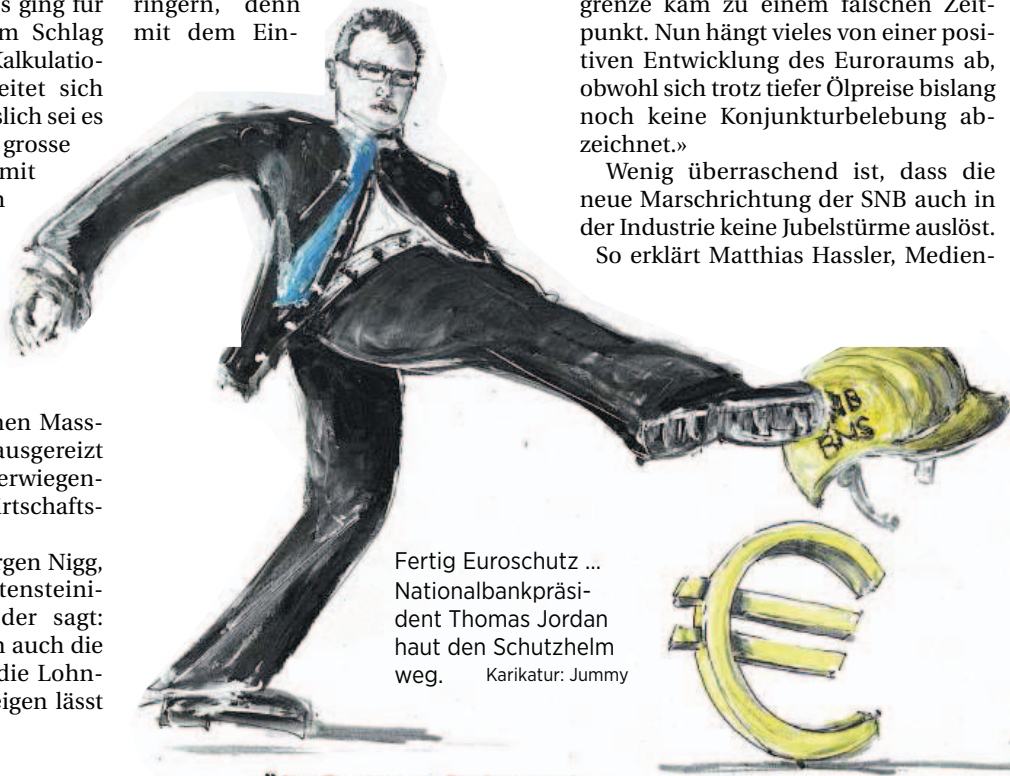 s ging für
m Schlag
Kalkulatio-
eitet sich
slich sei es
grosse
mit
n
nen Mass-
ausgereizt
erwiegen-
irtschafts-
rgen Nigg,
tensteini-
der sagt:
n auch die
die Lohn-
eigen lässt
ringern, denn
mit dem Ein-
grenze kam zu einem falschen Zeit-
punkt. Nun hängt vieles von einer posi-
tiven Entwicklung des Euroraums ab,
obwohl sich trotz tiefer Ölpreise bislang
noch keine Konjunkturbelebung ab-
zeichnet.»
Wenig überraschend ist, dass die
neue Marschrichtung der SNB auch in
der Industrie keine Jubelstürme auslöst.
So erklärt Matthias Hassler, Medien-
NB
BNS
€
Fertig Euroschutz ...
Nationalbankpräsi-
dent Thomas Jordan
haut den Schutzhelm
weg. Karikatur: Jummy